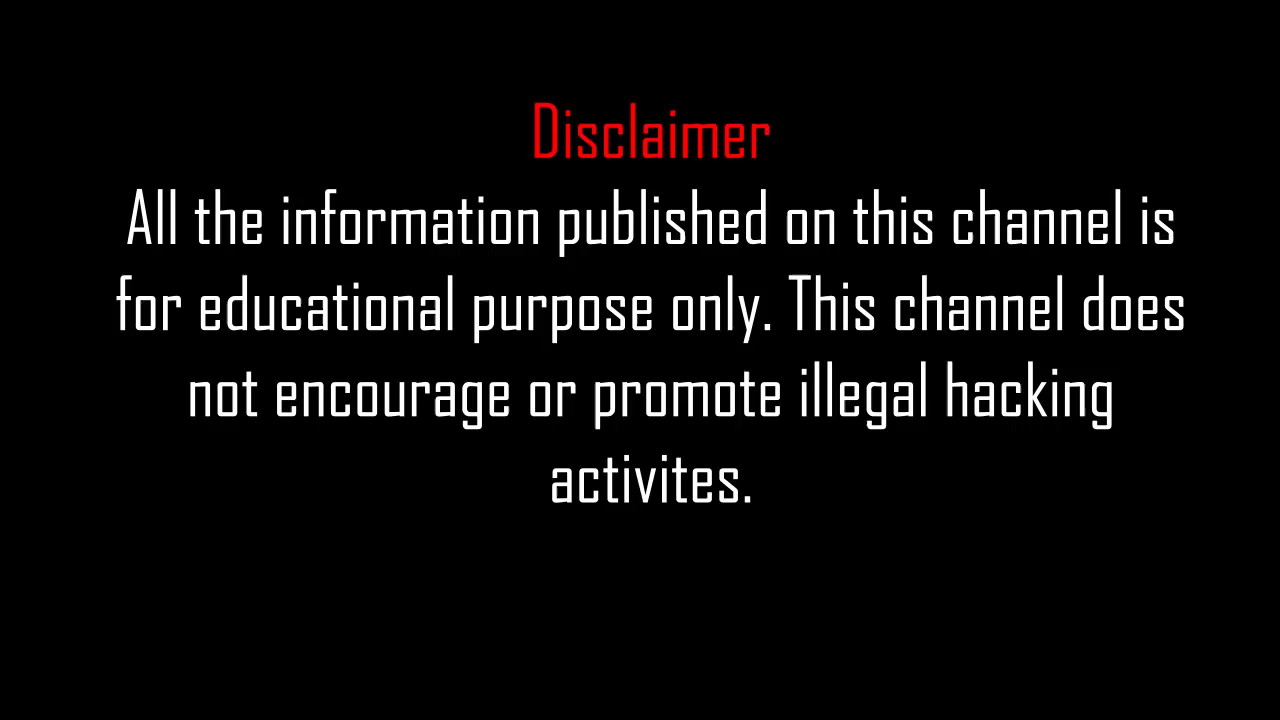 Disclaimer
All the information published on this channel is
for educational purpose only. This channel does
not encourage or promote illegal hacking
activites.